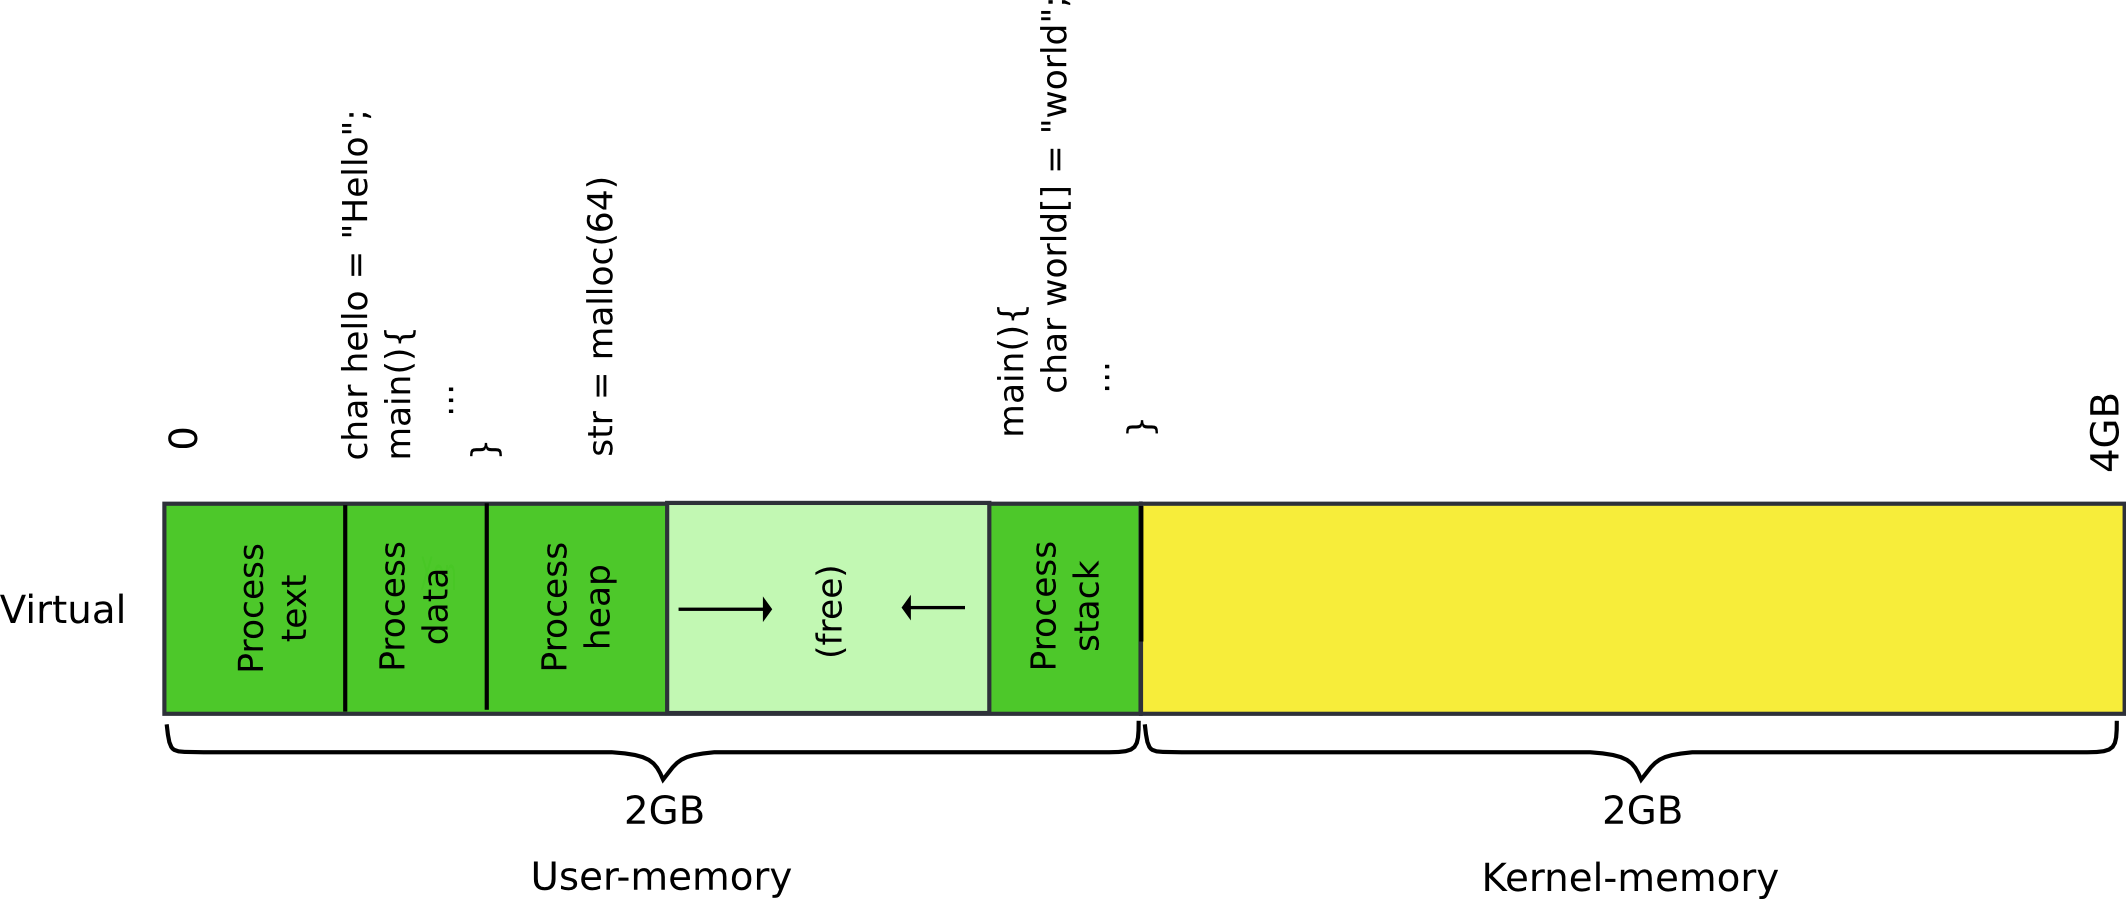 0
char hello = "Hello";
main(){
...
}
str = malloc(64)
main(){
char world[] = "world";
...
}
4GB
Virtual
Process
text
Process
data
Process
heap
(free)
Process
stack
2GB
User-memory
2GB
Kernel-memory